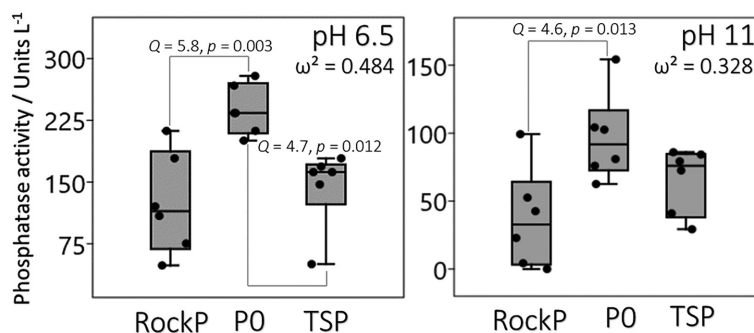 Phosphatase activity / Units L⁻¹
pH 6.5
ω² = 0.484
Q = 5.8, p = 0.003
Q = 4.7, p = 0.012
300
225
150
75
RockP P0 TSP
pH 11
ω² = 0.328
Q = 4.6, p = 0.013
150
100
50
0
RockP P0 TSP